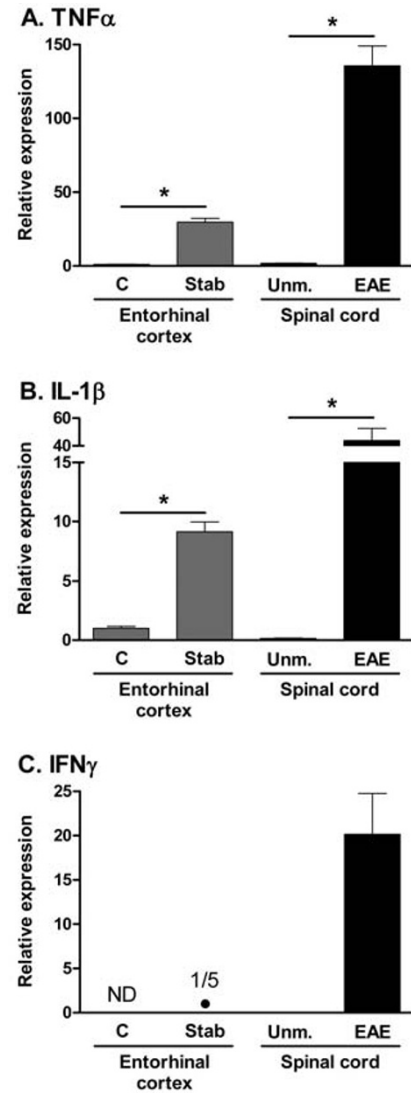 A. TNFα
Relative expression
150
100
50
0
*
*
C Stab Unm. EAE
Entorhinal cortex Spinal cord
B. IL-1β
Relative expression
60
40
15
10
5
0
*
*
C Stab Unm. EAE
Entorhinal cortex Spinal cord
C. IFNγ
Relative expression
25
20
15
10
5
0
ND 1/5
C Stab Unm. EAE
Entorhinal cortex Spinal cord